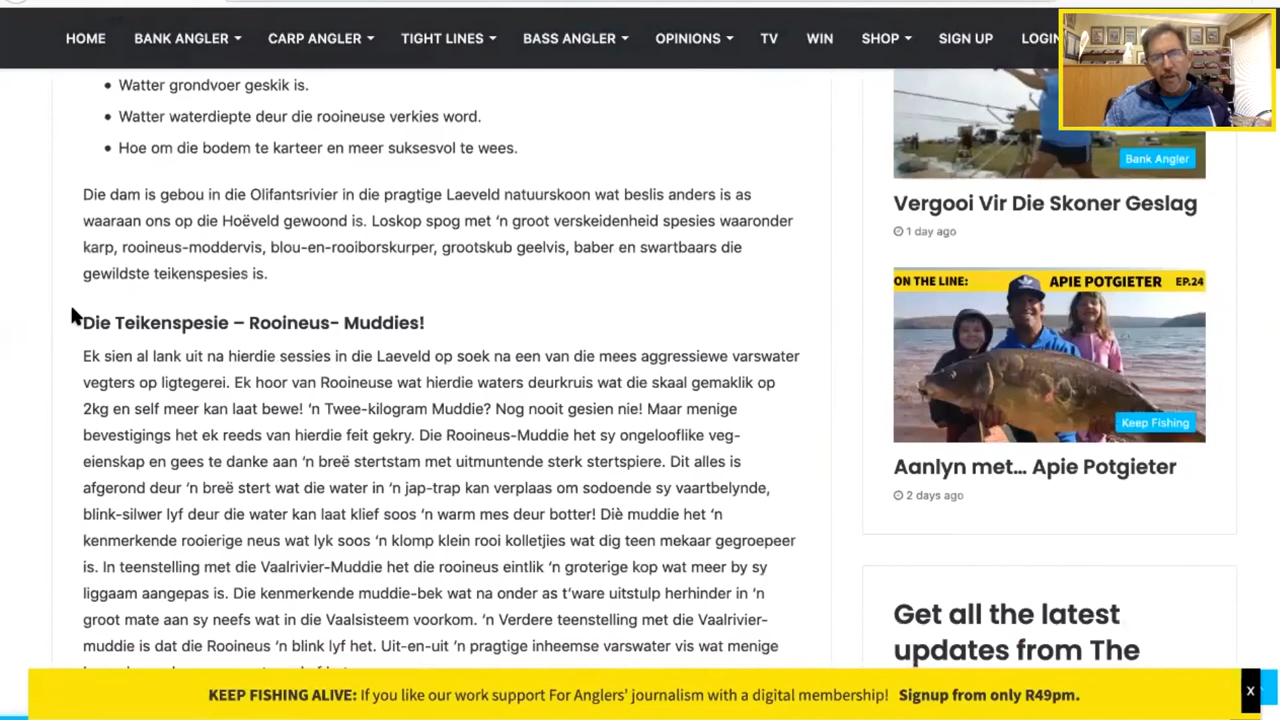 HOME BANK ANGLER CARP ANGLER TIGHT LINES BASS ANGLER OPINIONS TV WIN SHOP SIGN UP LOGIN
Watter grondvoer geskik is.
Watter waterdiepte deur die rooineuse verkies word.
Hoe om die bodem te karteer en meer suksesvol te wees.
Die dam is gebou in die Olifantsrivier in die pragtige Laeveld natuurskoon wat beslis anders is as
waaraan ons op die Hoëveld gewoond is. Loskop spog met ‘n groot verskeidenheid spesies waaronder
karp, rooineus-moddervis, blou-en-rooiborskurper, grootskub geelvis, baber en swartbaars die
gewildste teikenspesies is.
Die Teikenspesie – Rooineus- Muddies!
Ek sien al lank uit na hierdie sessies in die Laeveld op soek na een van die mees aggressiewe varswater
vegters op ligtegerei. Ek hoor van Rooineuse wat hierdie waters deurkruis wat die skaal gemaklik op
2kg en self meer kan laat bewe! ‘n Twee-kilogram Muddie? Nog nooit gesien nie! Maar menige
bevestigings het ek reeds van hierdie feit gekry. Die Rooineus-Muddie het sy ongelooflike veg-
eienskap en gees te danke aan ‘n breë stertstam met uitmuntende sterk stertspiere. Dit alles is
afgerond deur ‘n breë stert wat die water in ‘n jap-trap kan verplaas om sodoende sy vaartbelynde,
blink-silwer lyf deur die water kan laat klief soos ‘n warm mes deur botter! Diè muddie het ‘n
kenmerkende rooierige neus wat lyk soos ‘n klomp klein rooi kolletjies wat dig teen mekaar gegroepeer
is. In teenstelling met die Vaalrivier-Muddie het die rooineus eintlik ‘n groterige kop wat meer by sy
liggaam aangepas is. Die kenmerkende muddie-bek wat na onder as t’ware uitstulp herhinder in ‘n
groot mate aan sy neefs wat in die Vaalsisteem voorkom. ‘n Verdere teenstelling met die Vaalrivier-
muddie is dat die Rooineus ‘n blink lyf het. Uit-en-uit ‘n pragtige inheemse varswater vis wat menige
Bank Angler
Vergooi Vir Die Skoner Geslag
1 day ago
ON THE LINE: APIE POTGIETER EP.24
Keep Fishing
Aanlyn met… Apie Potgieter
2 days ago
Get all the latest
updates from The
KEEP FISHING ALIVE: If you like our work support For Anglers’ journalism with a digital membership! Signup from only R49pm.
X